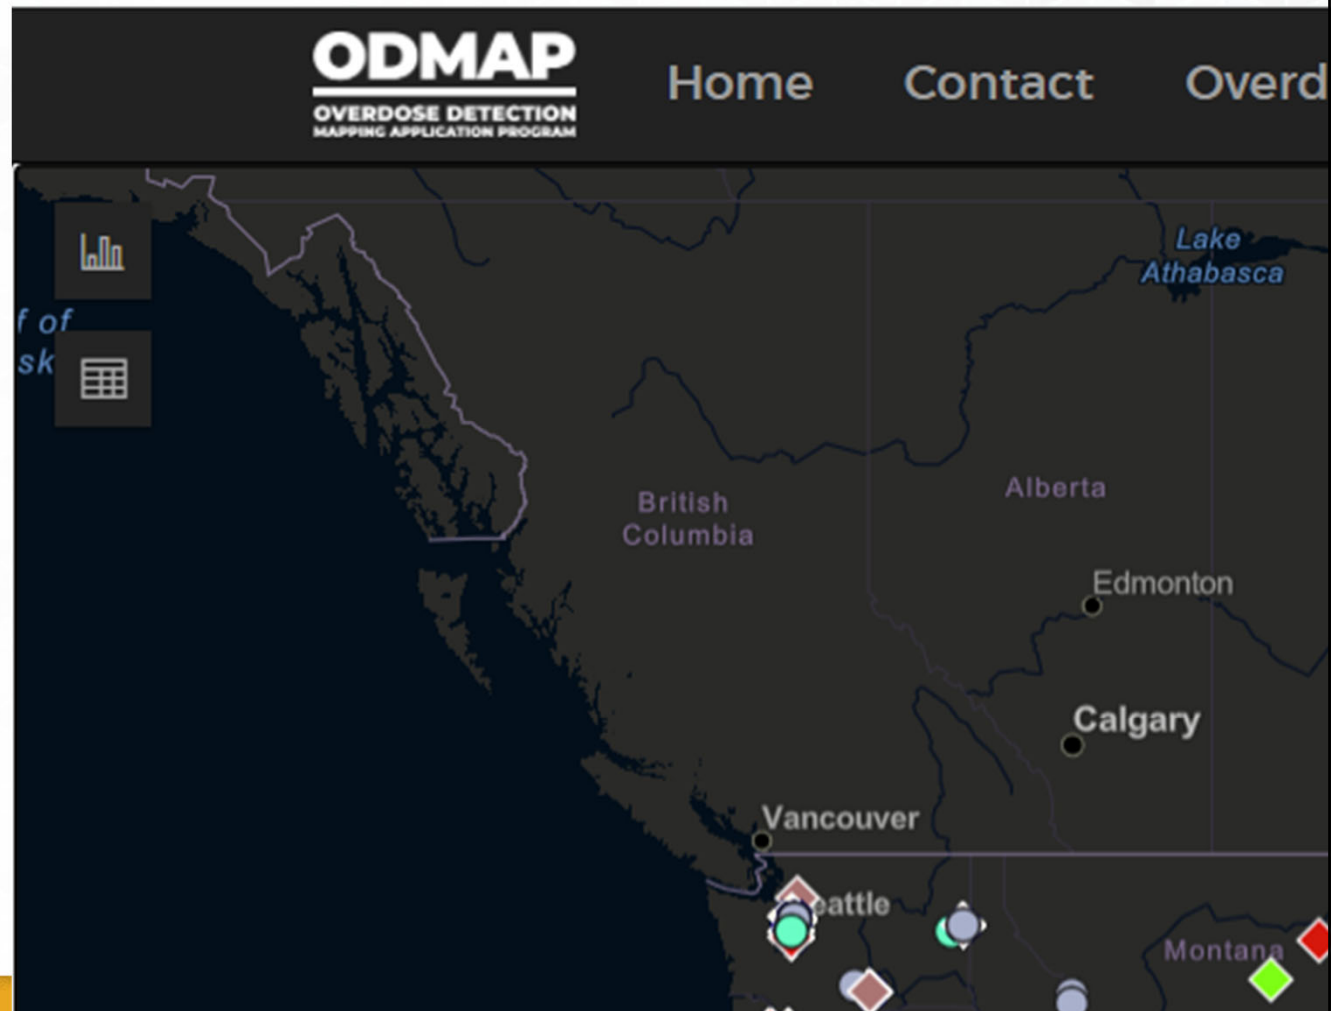 ODMAP
OVERDOSE DETECTION
MAPPING APPLICATION PROGRAM
Home
Contact
Overd
Lake
Athabasca
f of
sk
British
Columbia
Alberta
Edmonton
Calgary
Vancouver
eattle
Montana